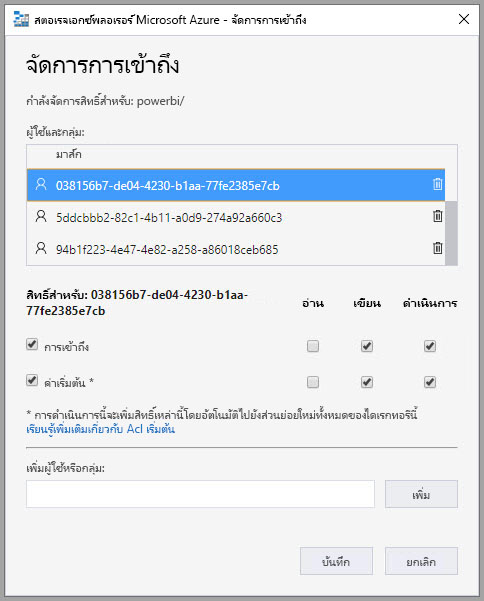 สตอเรจเอกซ์พลอเรอร์ Microsoft Azure - จัดการการเข้าถึง
จัดการการเข้าถึง
กำลังจัดการสิทธิ์สำหรับ: powerbi/
ผู้ใช้และกลุ่ม:
มาส์ก
038156b7-de04-4230-b1aa-77fe2385e7cb
5ddcbbb2-82c1-4b11-a0d9-274a92a660c3
94b1f223-4e47-4e82-a258-a86018ceb685
สิทธิ์สำหรับ: 038156b7-de04-4230-b1aa-
77fe2385e7cb
อ่าน เขียน ดำเนินการ
การเข้าถึง
ค่าเริ่มต้น *
* การดำเนินการนี้จะเพิ่มสิทธิ์เหล่านี้โดยอัตโนมัติไปยังส่วนย่อยใหม่ทั้งหมดของไดเรกทอรีนี้
เรียนรู้เพิ่มเติมเกี่ยวกับ Acl เริ่มต้น
เพิ่มผู้ใช้หรือกลุ่ม:
เพิ่ม
บันทึก ยกเลิก